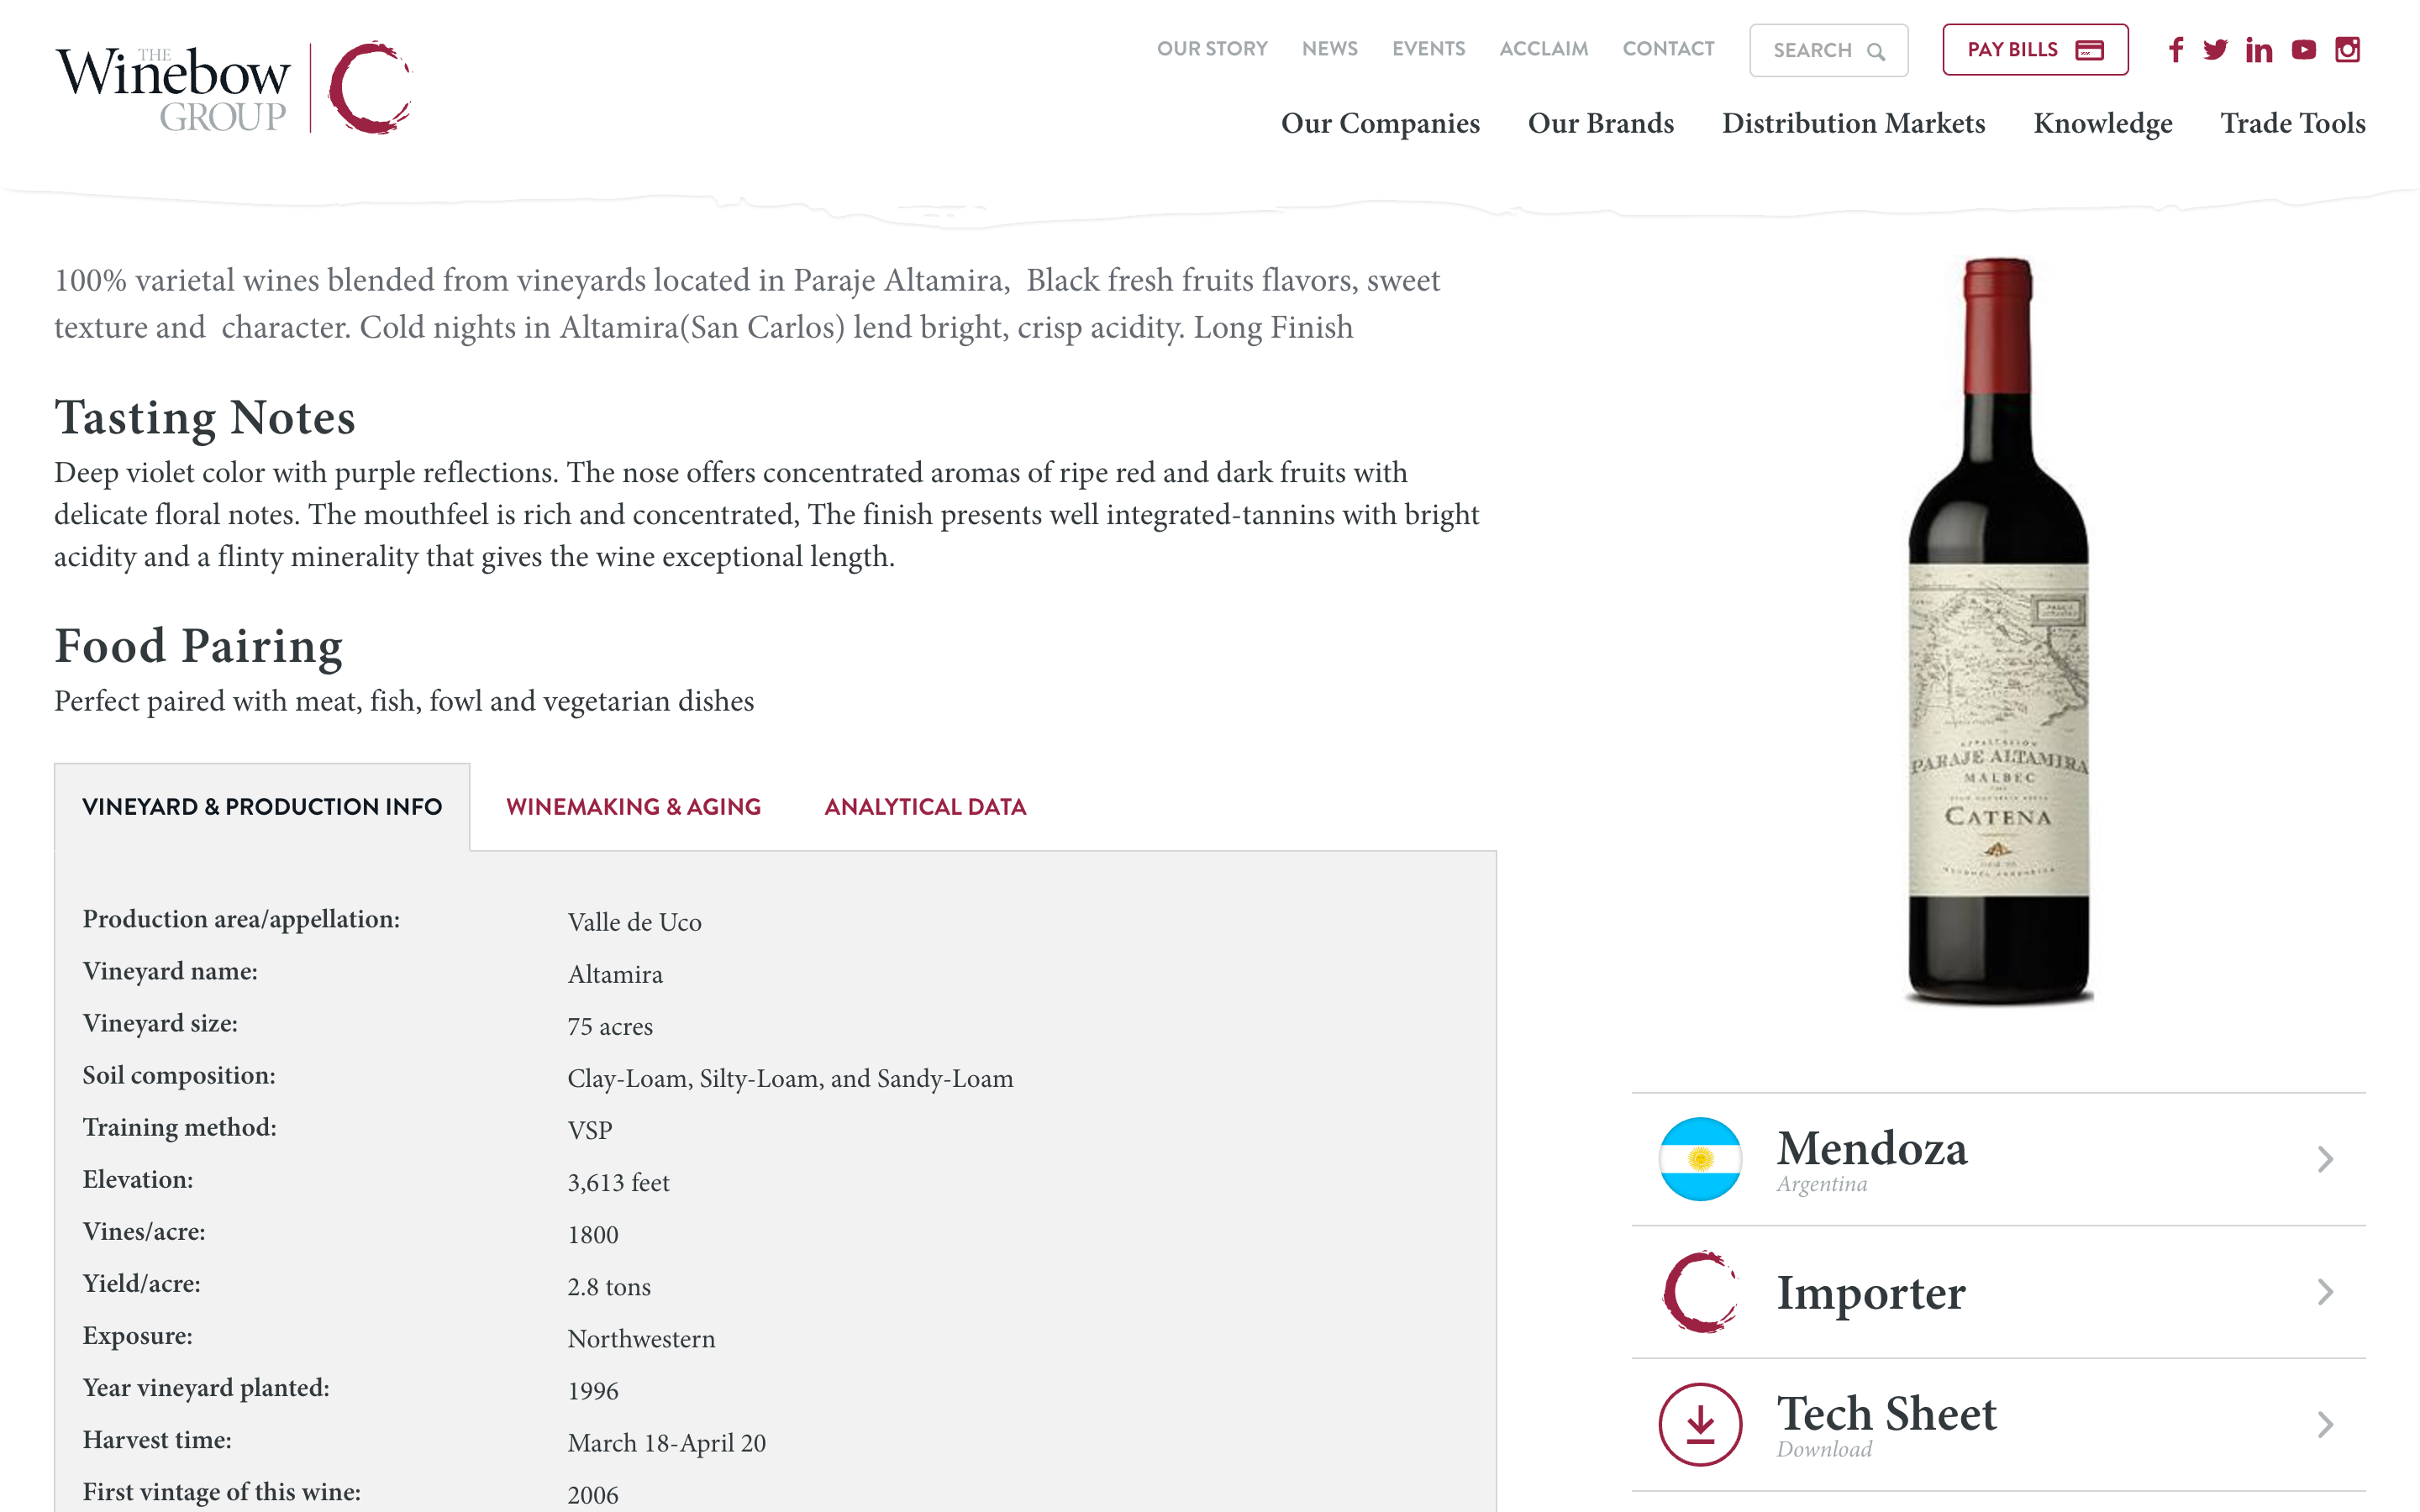 THE
Winebow
GROUP
OUR STORY NEWS EVENTS ACCLAIM CONTACT SEARCH PAY BILLS
Our Companies Our Brands Distribution Markets Knowledge Trade Tools
100% varietal wines blended from vineyards located in Paraje Altamira,  Black fresh fruits flavors, sweet
texture and  character. Cold nights in Altamira(San Carlos) lend bright, crisp acidity. Long Finish
Tasting Notes
Deep violet color with purple reflections. The nose offers concentrated aromas of ripe red and dark fruits with
delicate floral notes. The mouthfeel is rich and concentrated, The finish presents well integrated-tannins with bright
acidity and a flinty minerality that gives the wine exceptional length.
Food Pairing
Perfect paired with meat, fish, fowl and vegetarian dishes
VINEYARD & PRODUCTION INFO WINEMAKING & AGING ANALYTICAL DATA
Production area/appellation: Valle de Uco
Vineyard name: Altamira
Vineyard size: 75 acres
Soil composition: Clay-Loam, Silty-Loam, and Sandy-Loam
Training method: VSP
Elevation: 3,613 feet
Vines/acre: 1800
Yield/acre: 2.8 tons
Exposure: Northwestern
Year vineyard planted: 1996
Harvest time: March 18-April 20
First vintage of this wine: 2006
APPELLATION
PARAJE ALTAMIRA
MALBEC
CATENA
Mendoza
Argentina
Importer
Tech Sheet
Download